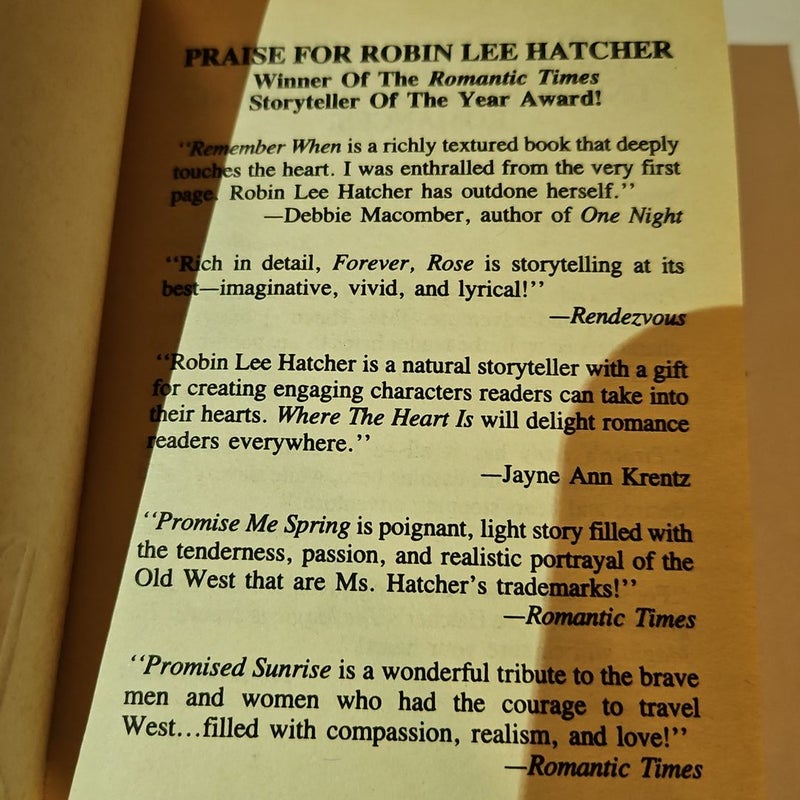 PRAISE FOR ROBIN LEE HATCHER
Winner Of The Romantic Times
Storyteller Of The Year Award!
"Remember When is a richly textured book that deeply
touches the heart. I was enthralled from the very first
page. Robin Lee Hatcher has outdone herself."
—Debbie Macomber, author of One Night
"Rich in detail, Forever, Rose is storytelling at its
best—imaginative, vivid, and lyrical!"
—Rendezvous
"Robin Lee Hatcher is a natural storyteller with a gift
for creating engaging characters readers can take into
their hearts. Where The Heart Is will delight romance
readers everywhere."
—Jayne Ann Krentz
"Promise Me Spring is poignant, light story filled with
the tenderness, passion, and realistic portrayal of the
Old West that are Ms. Hatcher's trademarks!"
—Romantic Times
"Promised Sunrise is a wonderful tribute to the brave
men and women who had the courage to travel
West...filled with compassion, realism, and love!"
—Romantic Times